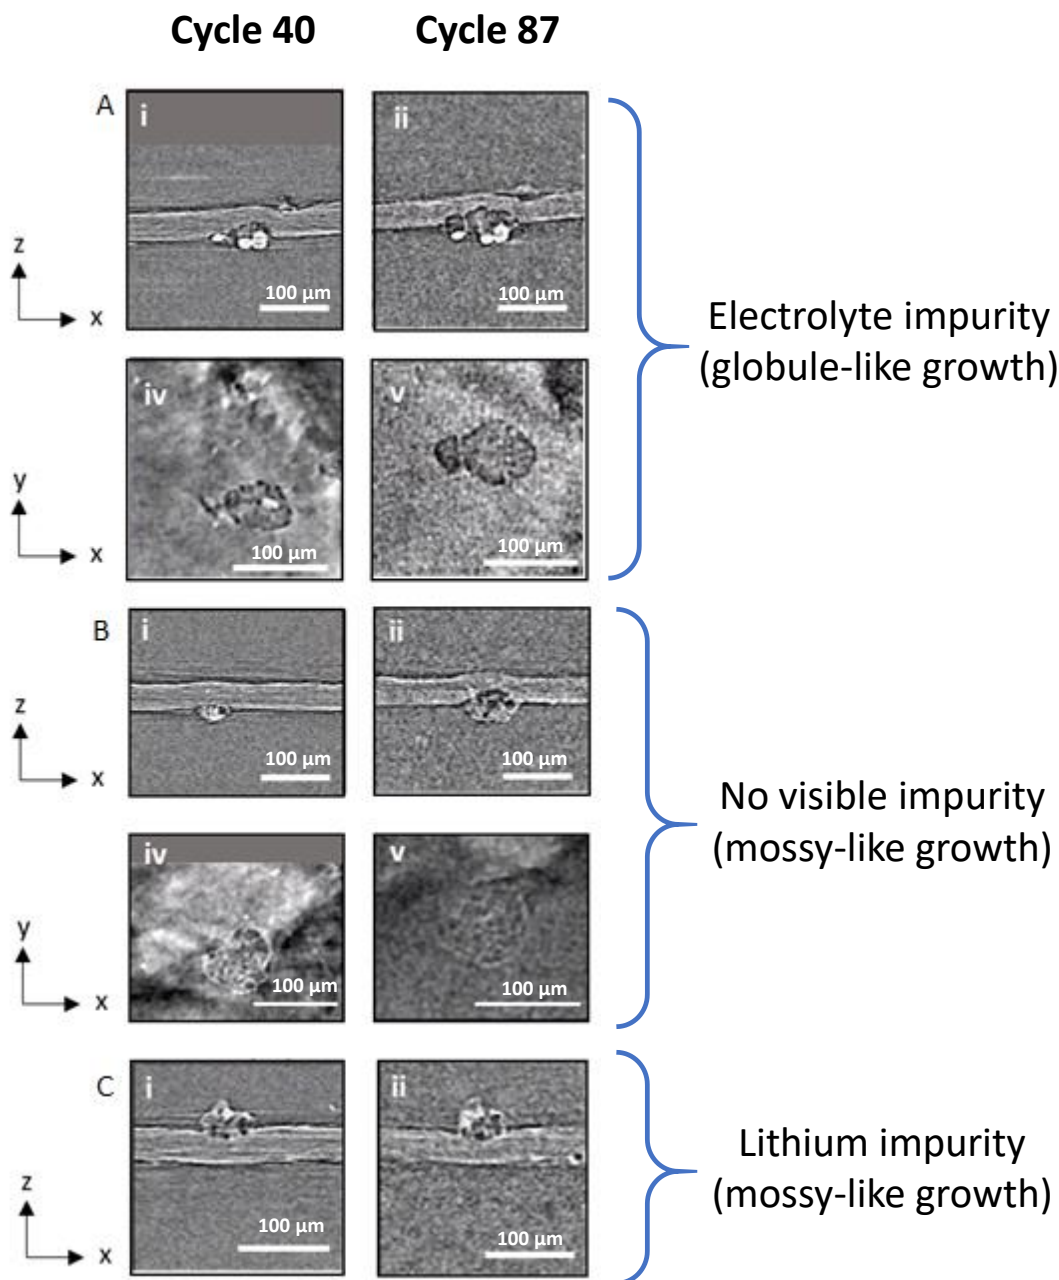 Cycle 40 Cycle 87
A i ii
z
x
100 µm 100 µm
Electrolyte impurity
(globule-like growth)
iv v
y
x
100 µm 100 µm
B i ii
z
x
100 µm 100 µm
No visible impurity
(mossy-like growth)
iv v
y
x
100 µm 100 µm
C i ii
z
x
100 µm 100 µm
Lithium impurity
(mossy-like growth)